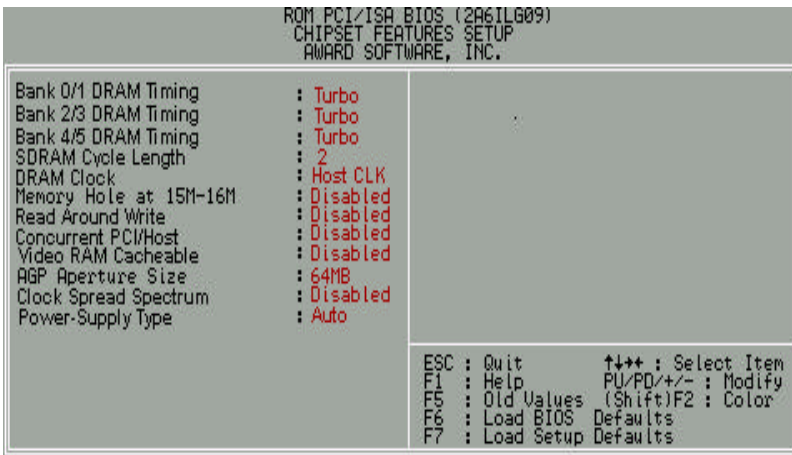 ROM PCI/ISA BIOS (2A6ILG09)
CHIPSET FEATURES SETUP
AWARD SOFTWARE, INC.
Bank 0/1 DRAM Timing : Turbo
Bank 2/3 DRAM Timing : Turbo
Bank 4/5 DRAM Timing : Turbo
SDRAM Cycle Length : 2
DRAM Clock : Host CLK
Memory Hole at 15M-16M : Disabled
Read Around Write : Disabled
Concurrent PCI/Host : Disabled
Video RAM Cacheable : Disabled
AGP Aperture Size : 64MB
Clock Spread Spectrum : Disabled
Power-Supply Type : Auto
ESC : Quit ↑↓→← : Select Item
F1 : Help PU/PD/+/- : Modify
F5 : Old Values (Shift)F2 : Color
F6 : Load BIOS Defaults
F7 : Load Setup Defaults